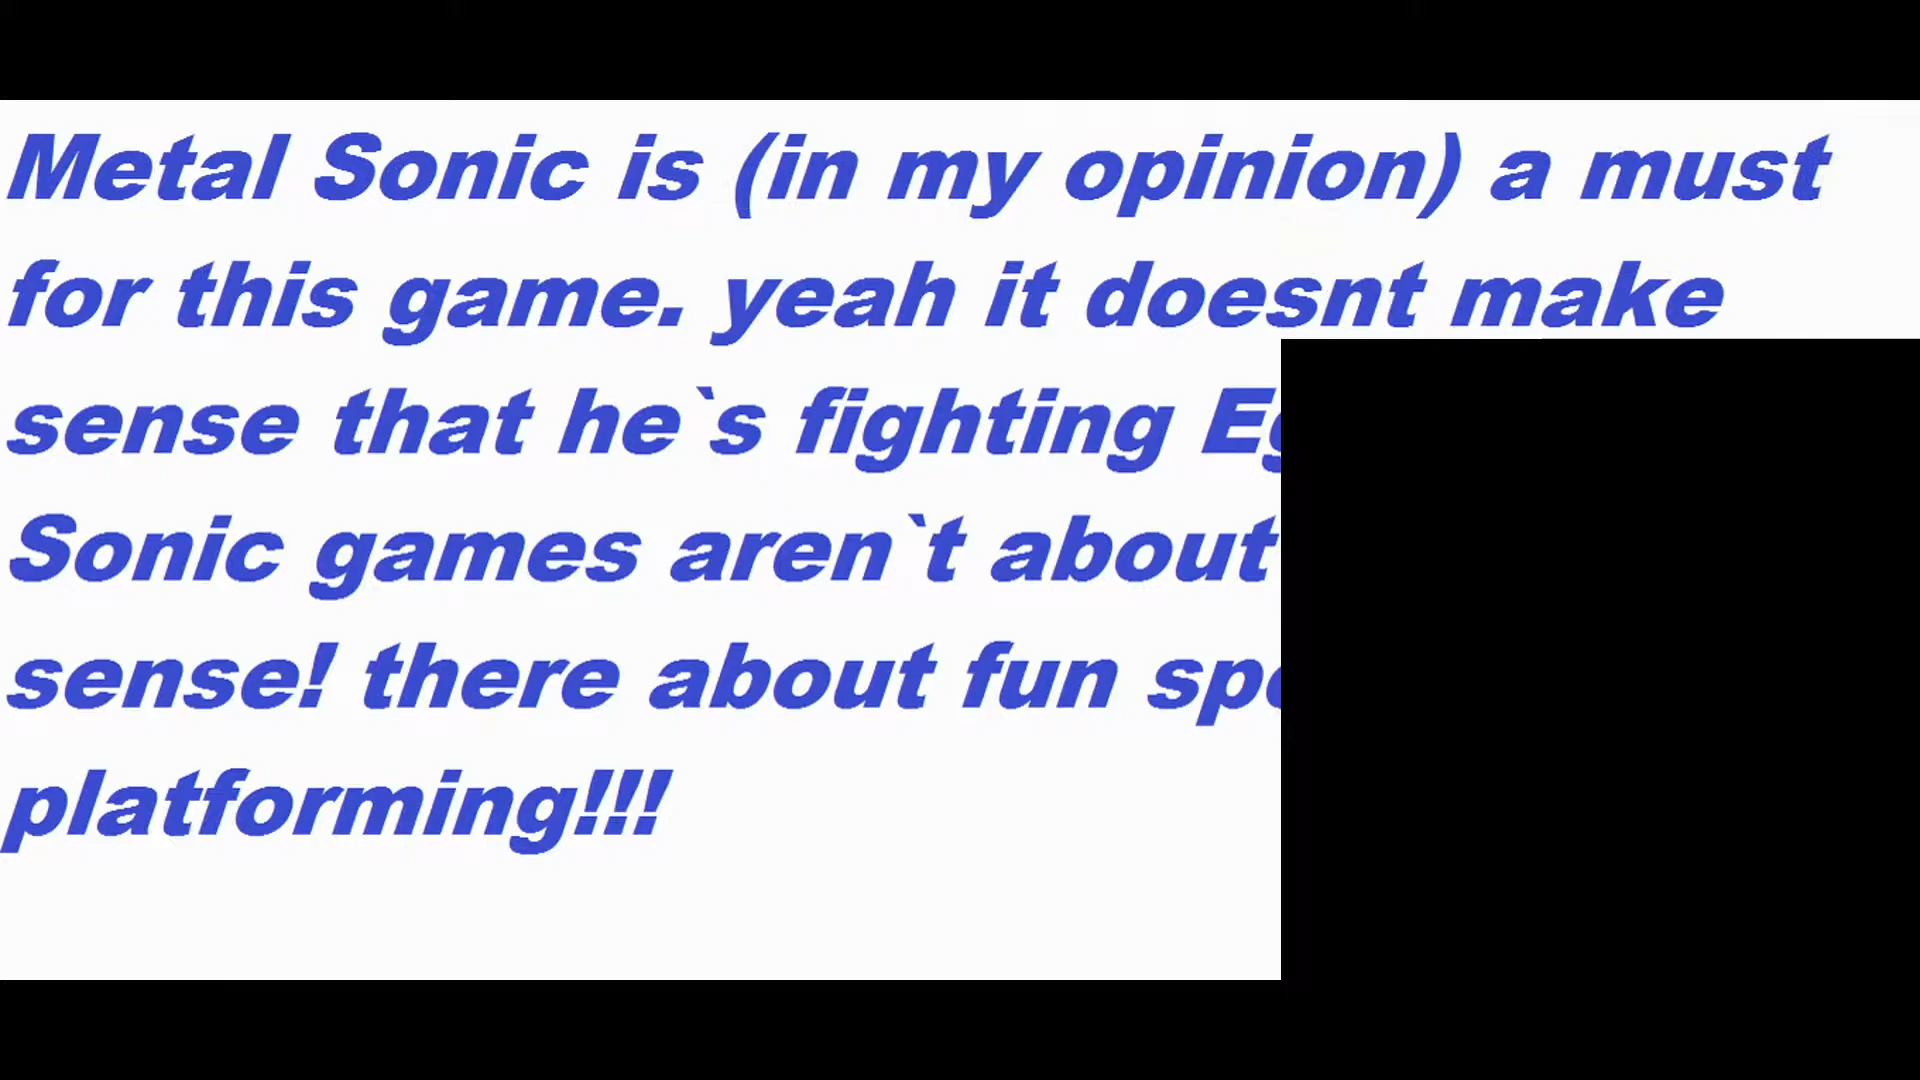 Metal Sonic is (in my opinion) a must
for this game. yeah it doesnt make
sense that he`s fighting
Sonic games aren`t about
sense! there about fun
platforming!!!